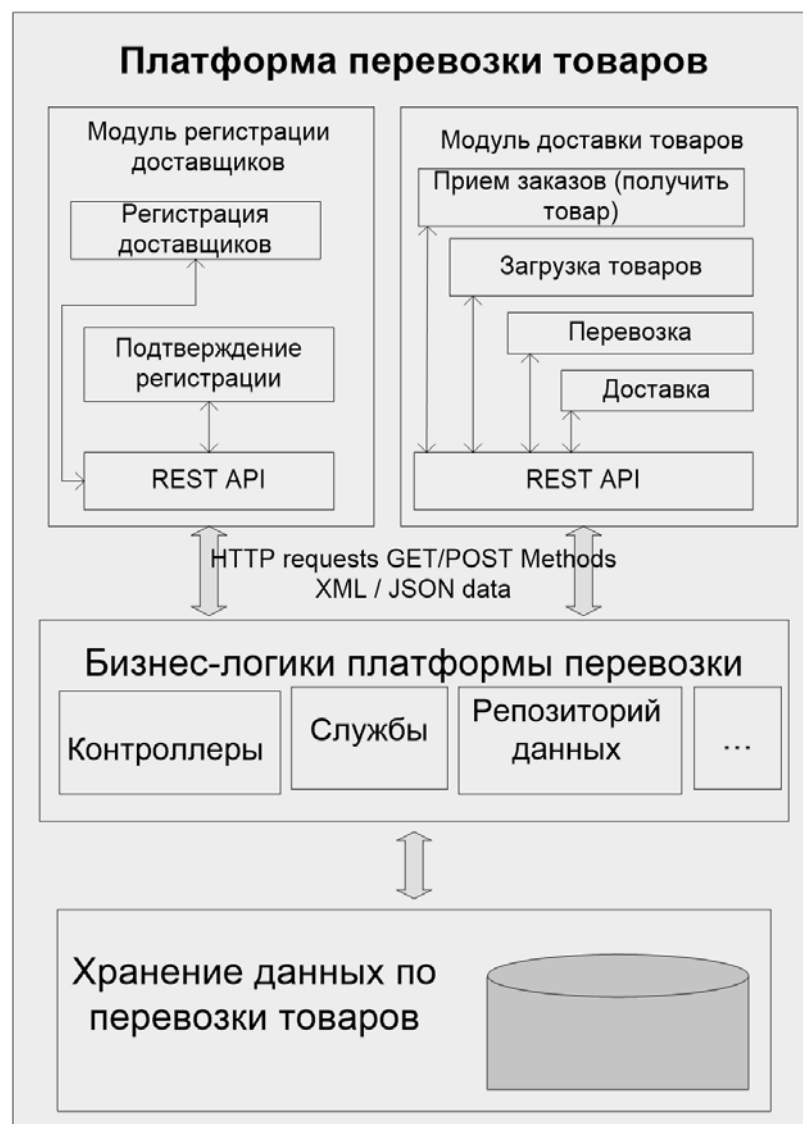 Платформа перевозки товаров
Модуль регистрации
доставщиков
Регистрация
доставщиков
Подтверждение
регистрации
REST API
Модуль доставки товаров
Прием заказов (получить
товар)
Загрузка товаров
Перевозка
Доставка
REST API
HTTP requests GET/POST Methods
XML / JSON data
Бизнес-логики платформы перевозки
Контроллеры
Службы
Репозиторий
данных
...
Хранение данных по
перевозки товаров